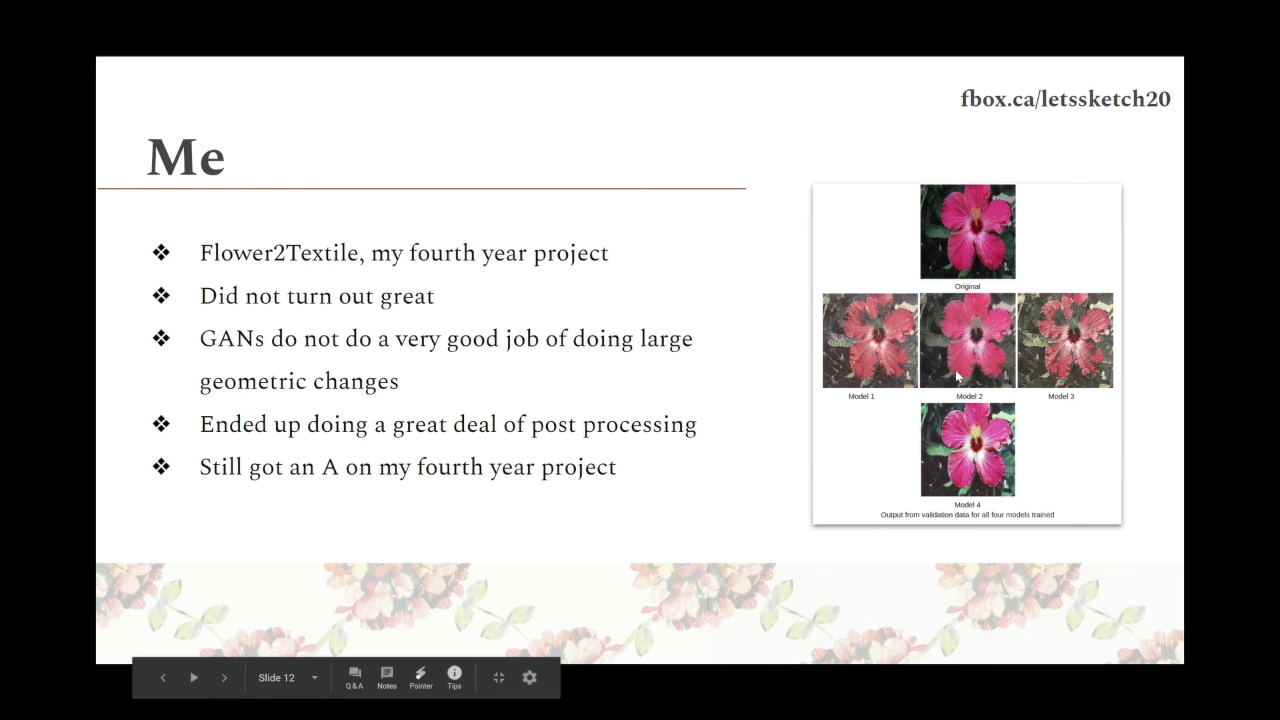 fbox.ca/letssketch20
Me
❖ Flower2Textile, my fourth year project
❖ Did not turn out great
❖ GANs do not do a very good job of doing large
geometric changes
❖ Ended up doing a great deal of post processing
❖ Still got an A on my fourth year project
Original
Model 1 Model 2 Model 3
Model 4
Output from validation data for all four models trained
Slide 12 Q&A Notes Pointer Tips